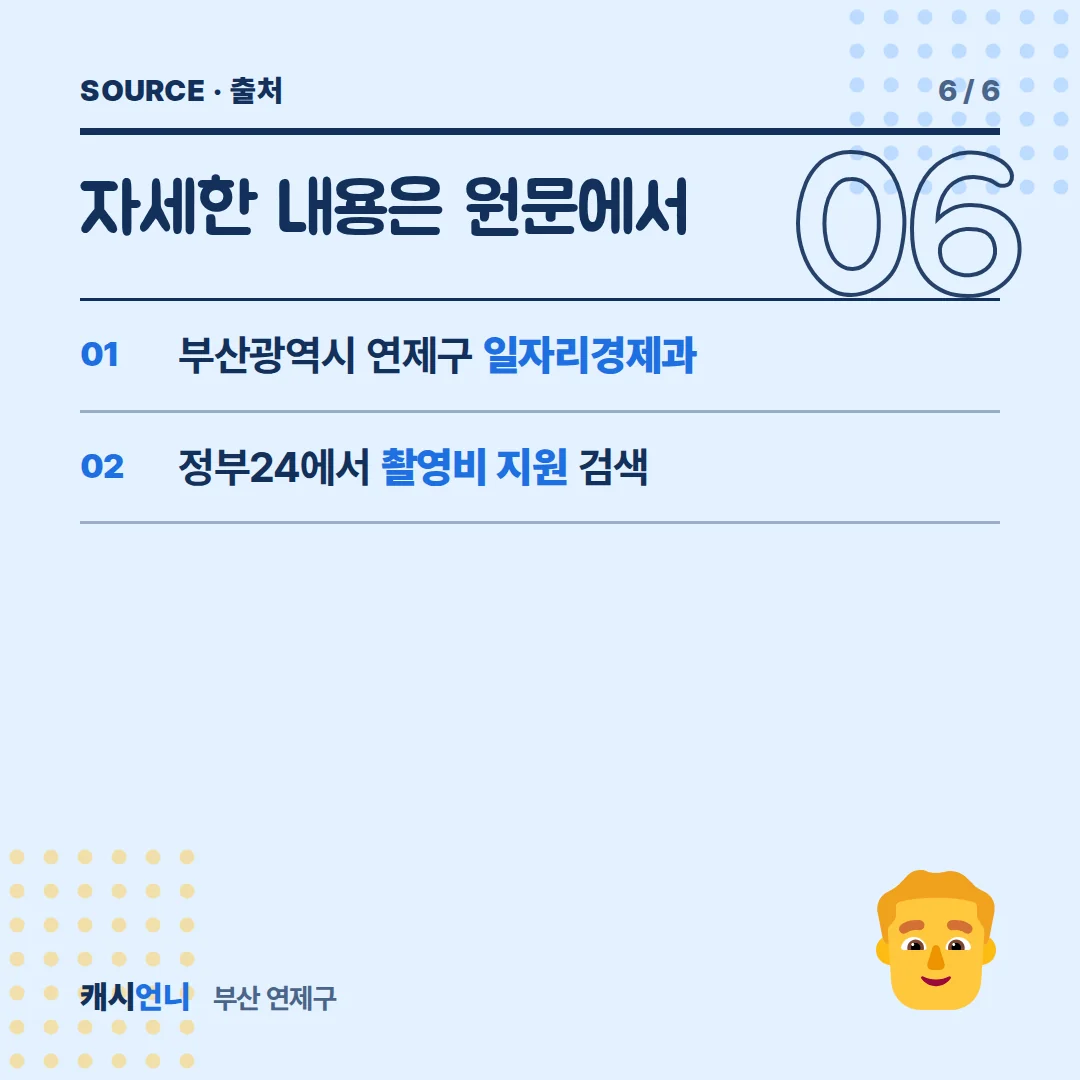 SOURCE · 출처
6 / 6
자세한 내용은 원문에서
06
01 부산광역시 연제구 일자리경제과
02 정부24에서 촬영비 지원 검색
캐시언니 부산 연제구